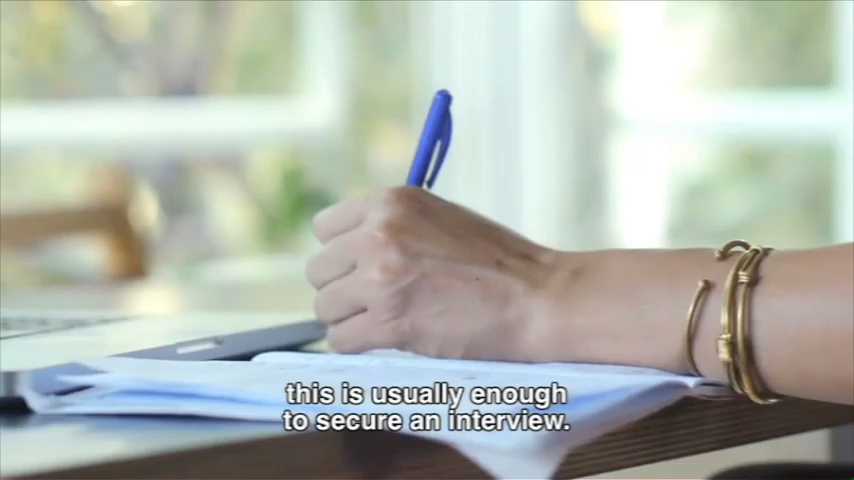 this is usually enough
to secure an interview.